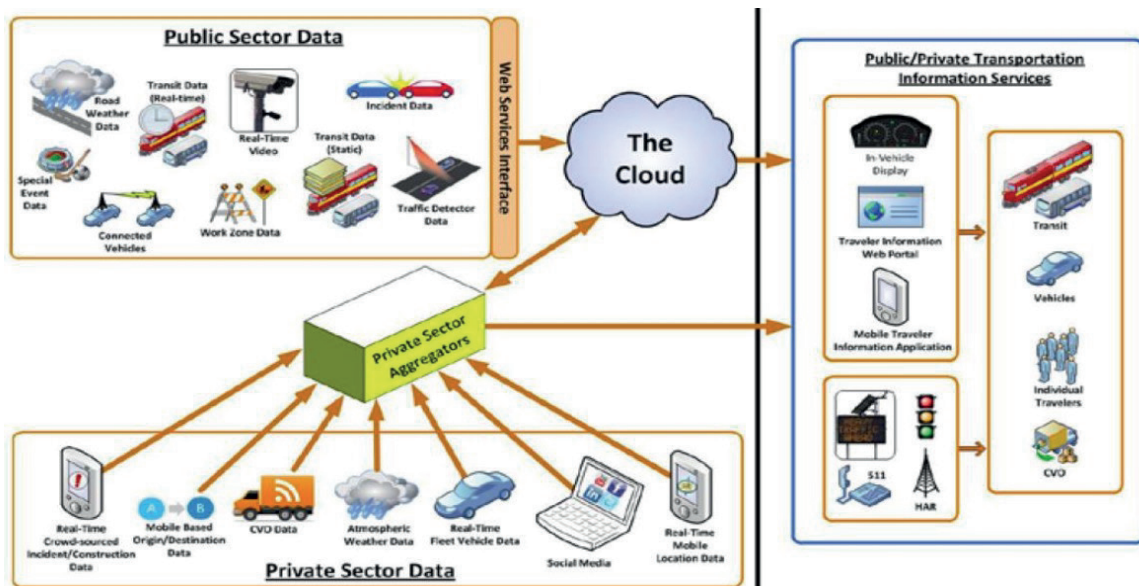 Public Sector Data
Road
Weather
Data
Transit Data
(Real-time)
Real-Time
Video
Incident Data
Special
Event
Data
Connected
Vehicles
Work Zone Data
Transit Data
(Static)
Traffic Detector
Data
Web Services Interface
The
Cloud
Private Sector
Aggregators
Real-Time
Crowd-sourced
Incident/Construction
Data
A
B
Mobile Based
Origin/Destination
Data
CVO Data
Atmospheric
Weather Data
Real-Time
Fleet Vehicle Data
Social Media
Real-Time
Mobile
Location Data
Private Sector Data
Public/Private Transportation
Information Services
In-Vehicle
Display
Traveler Information
Web Portal
Mobile Traveler
Information Application
HEAVY
TRAFFIC
AHEAD
511
HAR
Transit
Vehicles
Individual
Travelers
CVO